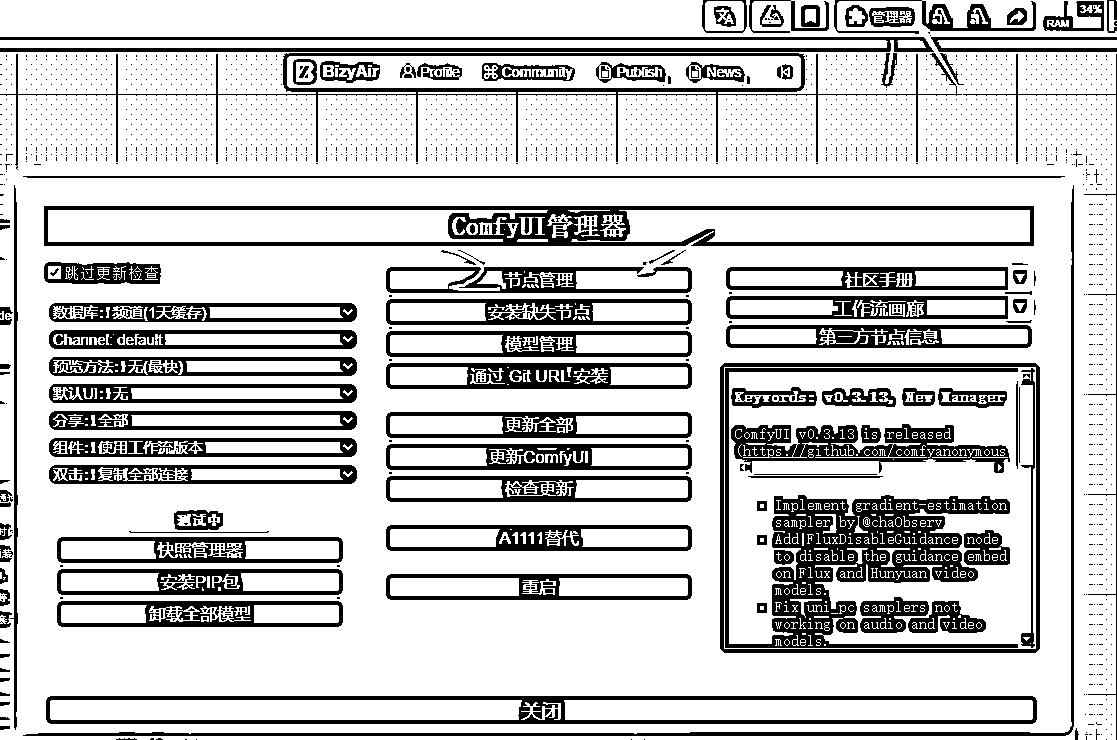 管理器
RAM
34%
BizyAir Profile Community Publish News
ComfyUI管理器
跳过更新检查
数据库: 频道(1天缓存)
Channel: default
预览方法: 无(最快)
默认UI: 无
分享: 全部
组件: 使用工作流版本
双击: 复制全部连接
测试中
快照管理器
安装PIP包
卸载全部模型
2
节点管理
安装缺失节点
模型管理
通过 Git URL 安装
更新全部
更新ComfyUI
检查更新
A1111替代
重启
社区手册
工作流画廊
第三方节点信息
Keywords: v0.3.13, New Manager
ComfyUI v0.3.13 is released
(https://github.com/comfyanonymous
Implement gradient-estimation
sampler by @chaObserv
Add FluxDisableGuidance node
to disable the guidance embed
on Flux and Hunyuan video
models.
Fix uni_pc samplers not
working on audio and video
models.
关闭